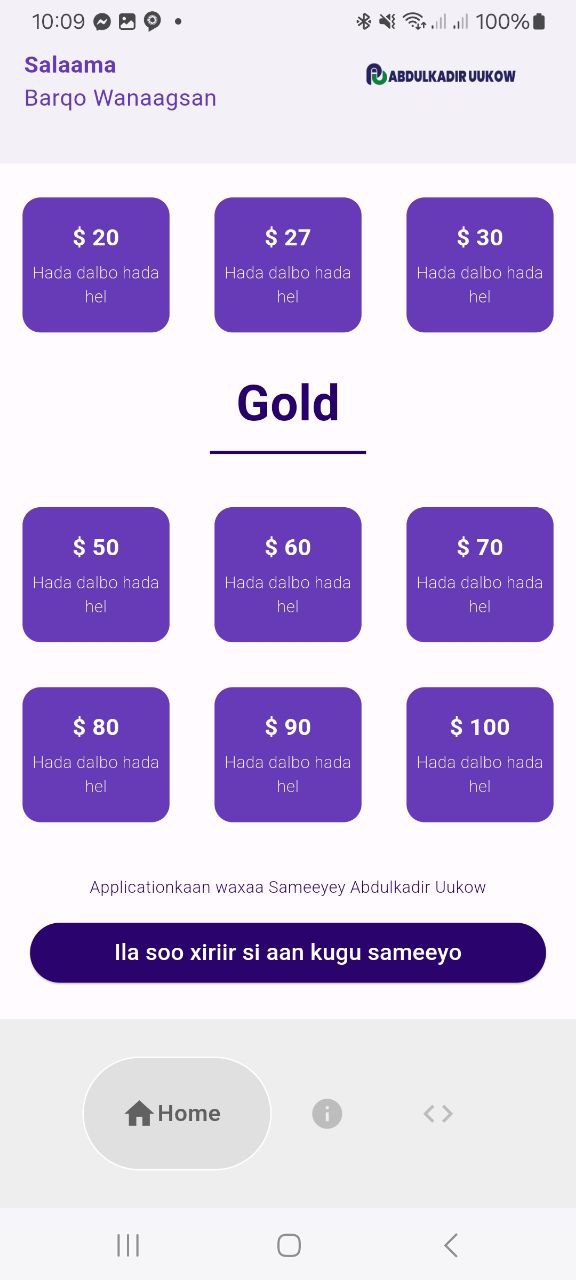 10:09
100%
Salaama
Barqo Wanaagsan
ABDULKADIR UUKOW
$ 20
Hada dalbo hada
hel
$ 27
Hada dalbo hada
hel
$ 30
Hada dalbo hada
hel
Gold
$ 50
Hada dalbo hada
hel
$ 60
Hada dalbo hada
hel
$ 70
Hada dalbo hada
hel
$ 80
Hada dalbo hada
hel
$ 90
Hada dalbo hada
hel
$ 100
Hada dalbo hada
hel
Applicationkaan waxaa Sameeyey Abdulkadir Uukow
Ila soo xiriir si aan kugu sameeyo
Home